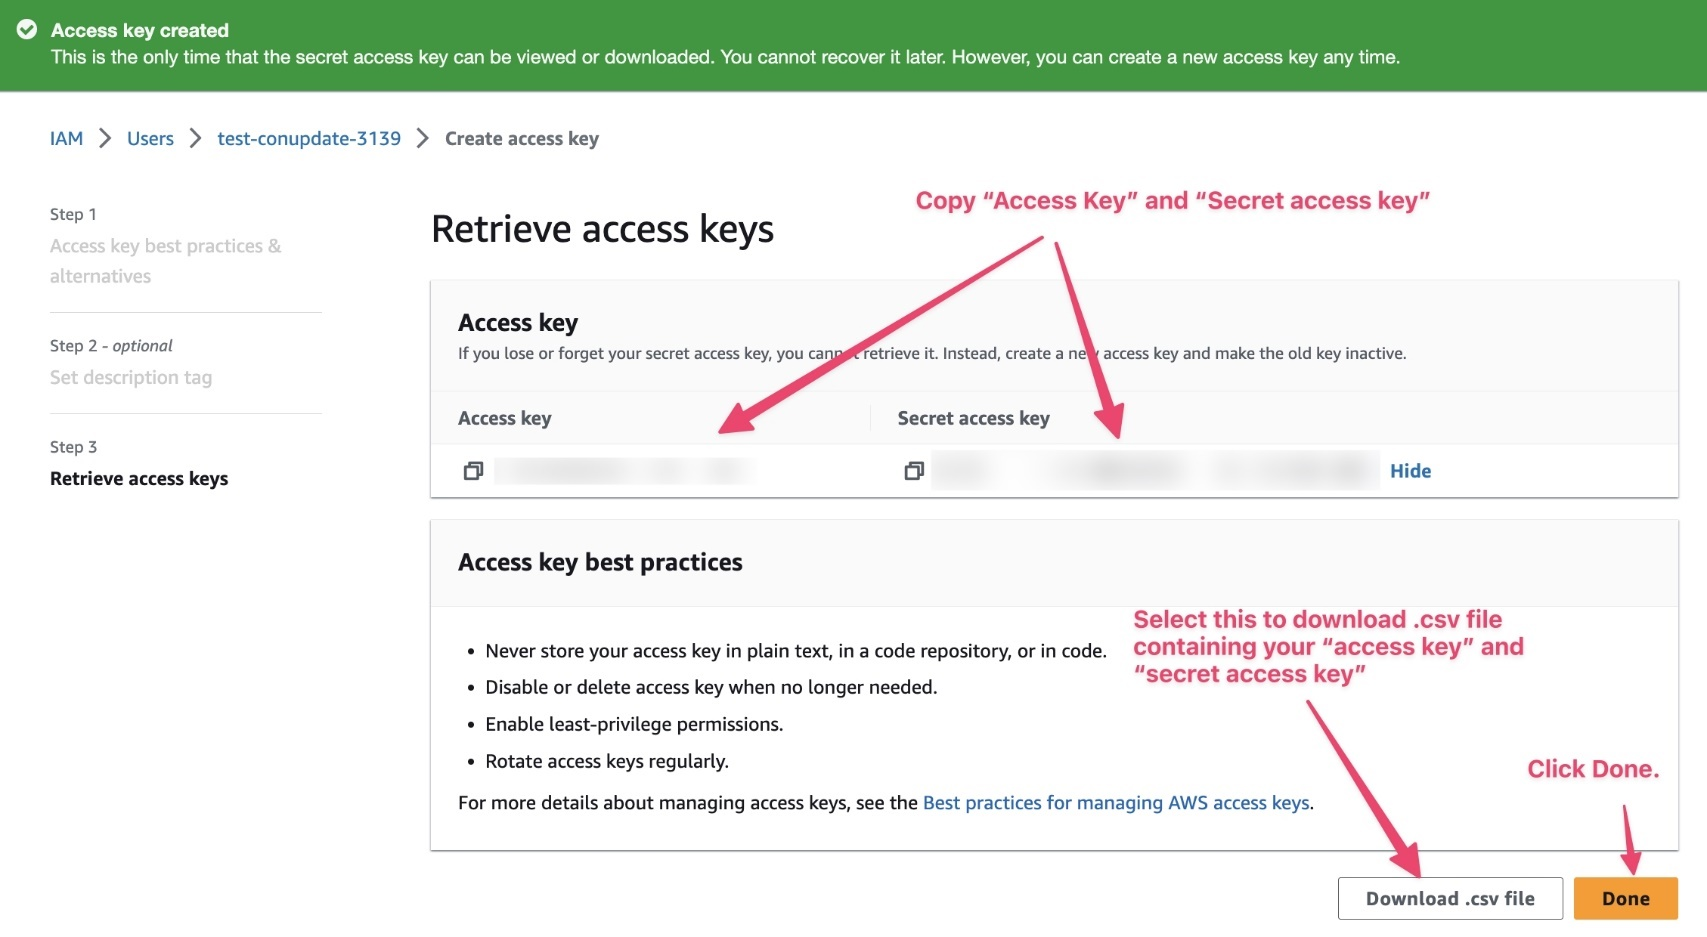 Access key created
This is the only time that the secret access key can be viewed or downloaded. You cannot recover it later. However, you can create a new access key any time.
IAM > Users > test-conupdate-3139 > Create access key
Step 1
Access key best practices &
alternatives
Step 2 - optional
Set description tag
Step 3
Retrieve access keys
Copy “Access Key” and “Secret access key”
Retrieve access keys
Access key
If you lose or forget your secret access key, you cannot retrieve it. Instead, create a new access key and make the old key inactive.
Access key Secret access key
Hide
Access key best practices
Select this to download .csv file
containing your “access key” and
“secret access key”
• Never store your access key in plain text, in a code repository, or in code.
• Disable or delete access key when no longer needed.
• Enable least-privilege permissions.
• Rotate access keys regularly.
For more details about managing access keys, see the Best practices for managing AWS access keys.
Click Done.
Download .csv file
Done